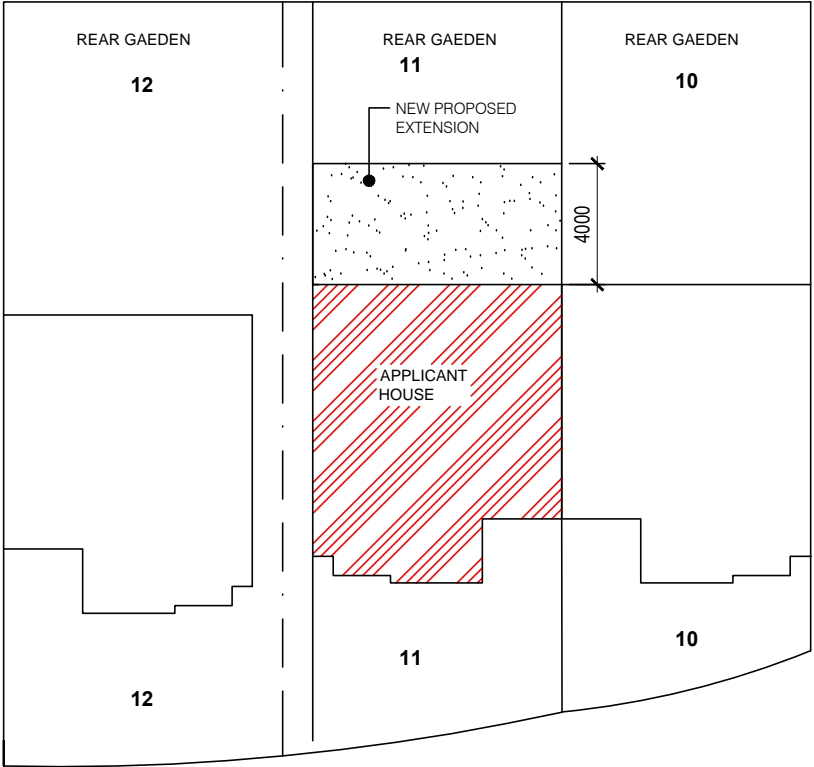 REAR GAEDEN
12
REAR GAEDEN
11
REAR GAEDEN
10
NEW PROPOSED
EXTENSION
4000
APPLICANT
HOUSE
12
11
10